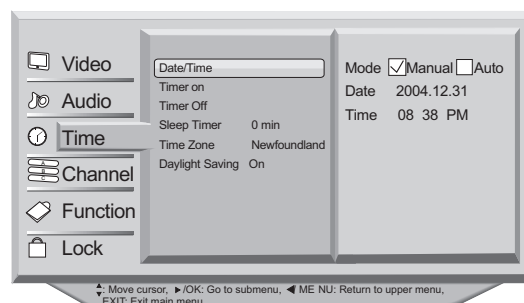 Video
Audio
Time
Channel
Function
Lock
Date/Time
Timer on
Timer Off
Sleep Timer 0 min
Time Zone Newfoundland
Daylight Saving On
Mode Manual Auto
Date 2004.12.31
Time 08 38 PM
: Move cursor, /OK: Go to submenu, ME NU: Return to upper menu,
EXIT: Exit main menu